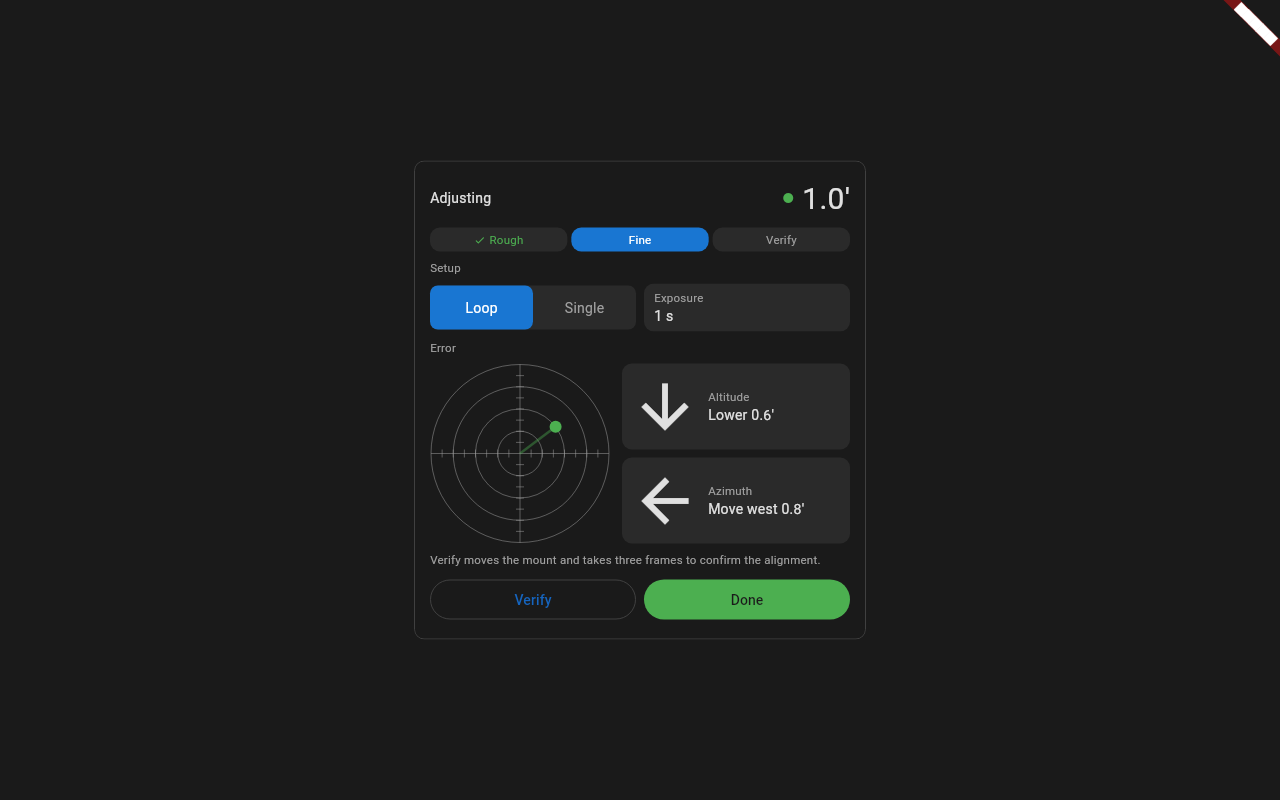 Adjusting
1.0'
Rough
Fine
Verify
Setup
Loop
Single
Exposure
1 s
Error
Altitude
Lower 0.6'
Azimuth
Move west 0.8'
Verify moves the mount and takes three frames to confirm the alignment.
Verify
Done